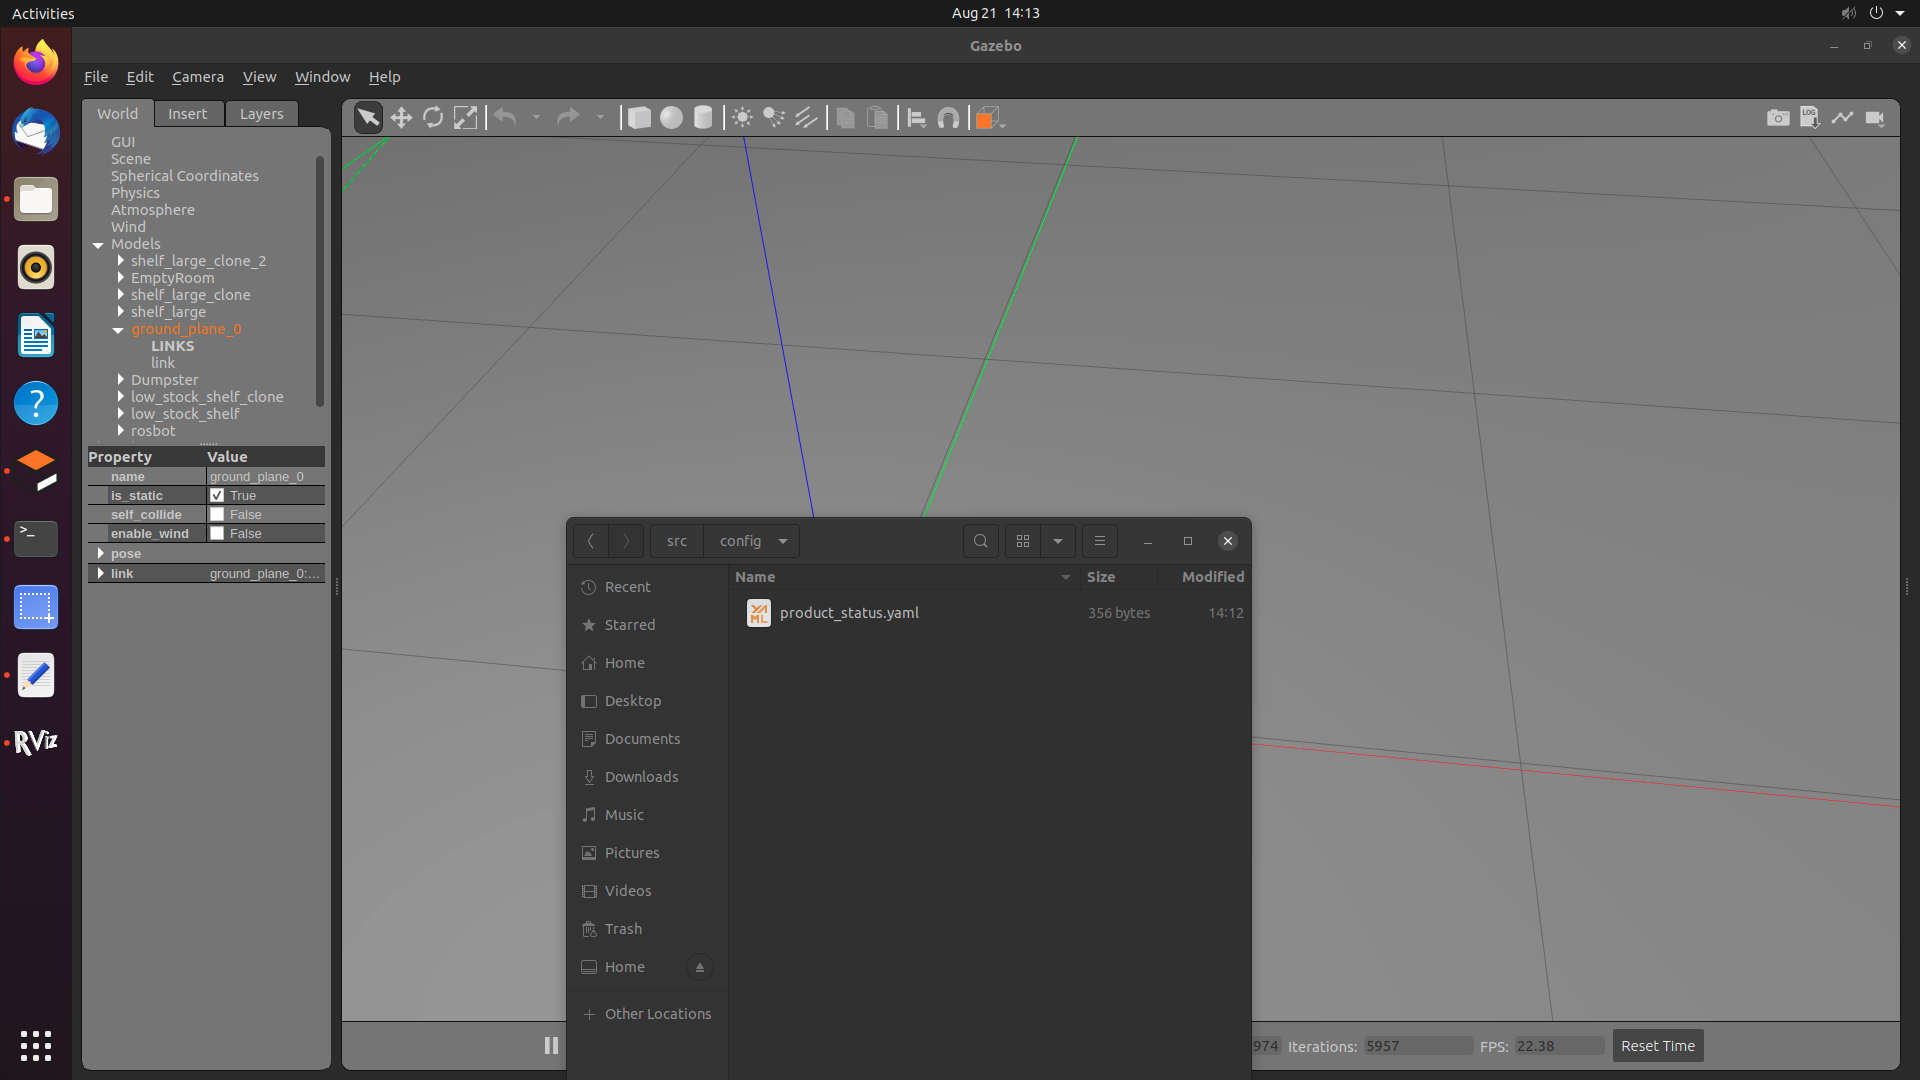 Activities
Aug 21 14:13
Gazebo
File Edit Camera View Window Help
World Insert Layers
LOG
GUI
Scene
Spherical Coordinates
Physics
Atmosphere
Wind
Models
shelf_large_clone_2
EmptyRoom
shelf_large_clone
shelf_large
ground_plane_0
LINKS
link
Dumpster
low_stock_shelf_clone
low_stock_shelf
rosbot
Property Value
name ground_plane_0
is_static True
self_collide False
enable_wind False
pose
link ground_plane_0:...
>_
RViz
src config
Name Size Modified
YAML product_status.yaml 356 bytes 14:12
Recent
Starred
Home
Desktop
Documents
Downloads
Music
Pictures
Videos
Trash
Home
Other Locations
974 Iterations: 5957 FPS: 22.38 Reset Time